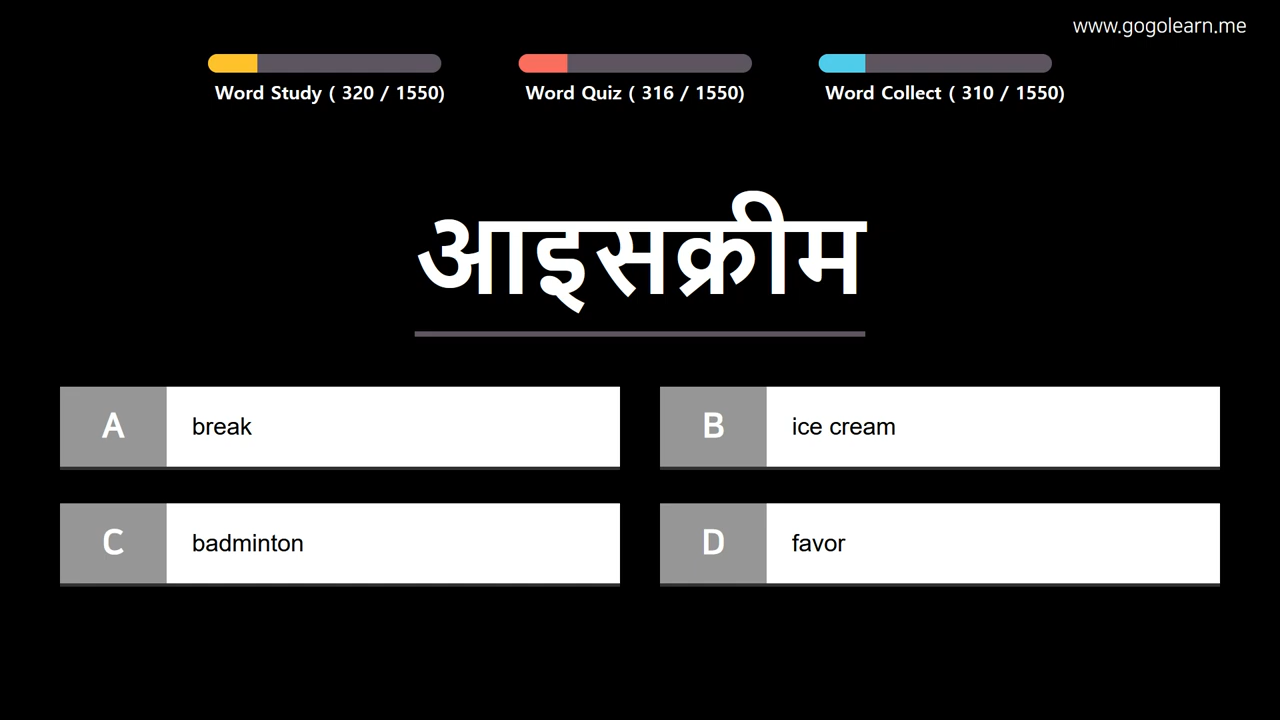 www.gogolearn.me
Word Study ( 320 / 1550)
Word Quiz ( 316 / 1550)
Word Collect ( 310 / 1550)
आइसक्रीम
A break
B ice cream
C badminton
D favor